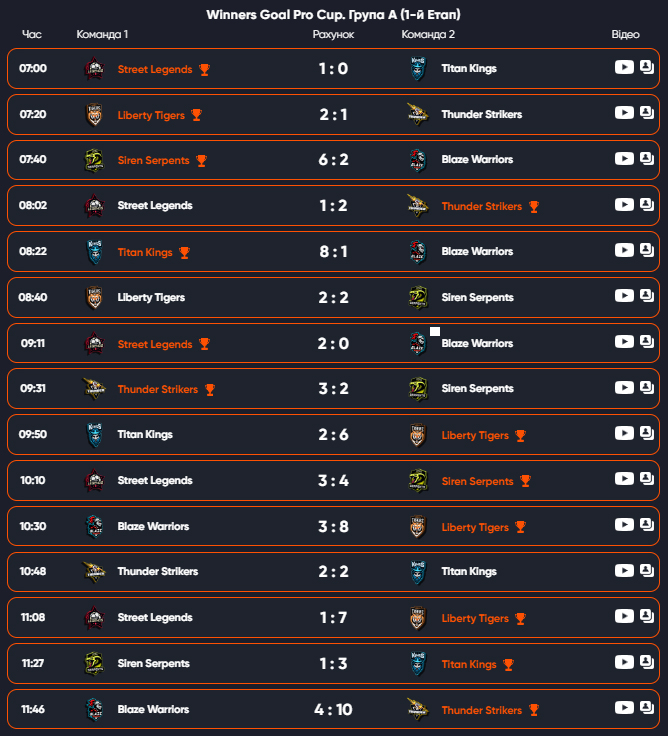 Winners Goal Pro Cup. Група A (1-й Етап)
Час Команда 1 Рахунок Команда 2 Відео
07:00 Street Legends 1 : 0 Titan Kings
07:20 Liberty Tigers 2 : 1 Thunder Strikers
07:40 Siren Serpents 6 : 2 Blaze Warriors
08:02 Street Legends 1 : 2 Thunder Strikers
08:22 Titan Kings 8 : 1 Blaze Warriors
08:40 Liberty Tigers 2 : 2 Siren Serpents
09:11 Street Legends 2 : 0 Blaze Warriors
09:31 Thunder Strikers 3 : 2 Siren Serpents
09:50 Titan Kings 2 : 6 Liberty Tigers
10:10 Street Legends 3 : 4 Siren Serpents
10:30 Blaze Warriors 3 : 8 Liberty Tigers
10:48 Thunder Strikers 2 : 2 Titan Kings
11:08 Street Legends 1 : 7 Liberty Tigers
11:27 Siren Serpents 1 : 3 Titan Kings
11:46 Blaze Warriors 4 : 10 Thunder Strikers